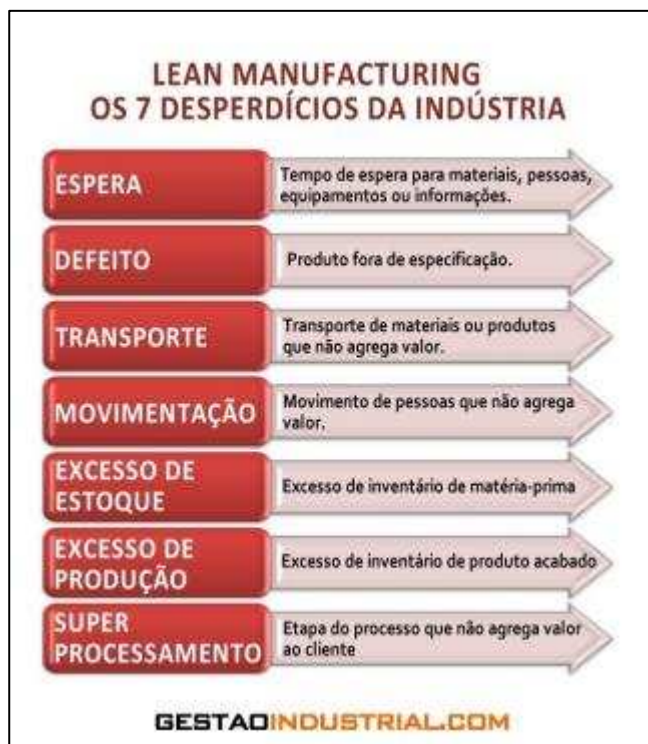 LEAN MANUFACTURING
OS 7 DESPERDÍCIOS DA INDÚSTRIA
ESPERA
Tempo de espera para materiais, pessoas,
equipamentos ou informações.
DEFEITO
Produto fora de especificação.
TRANSPORTE
Transporte de materiais ou produtos
que não agrega valor.
MOVIMENTAÇÃO
Movimento de pessoas que não agrega
valor.
EXCESSO DE
ESTOQUE
Excesso de inventário de matéria-prima
EXCESSO DE
PRODUÇÃO
Excesso de inventário de produto acabado
SUPER
PROCESSAMENTO
Etapa do processo que não agrega valor
ao cliente
GESTAOINDUSTRIAL.COM